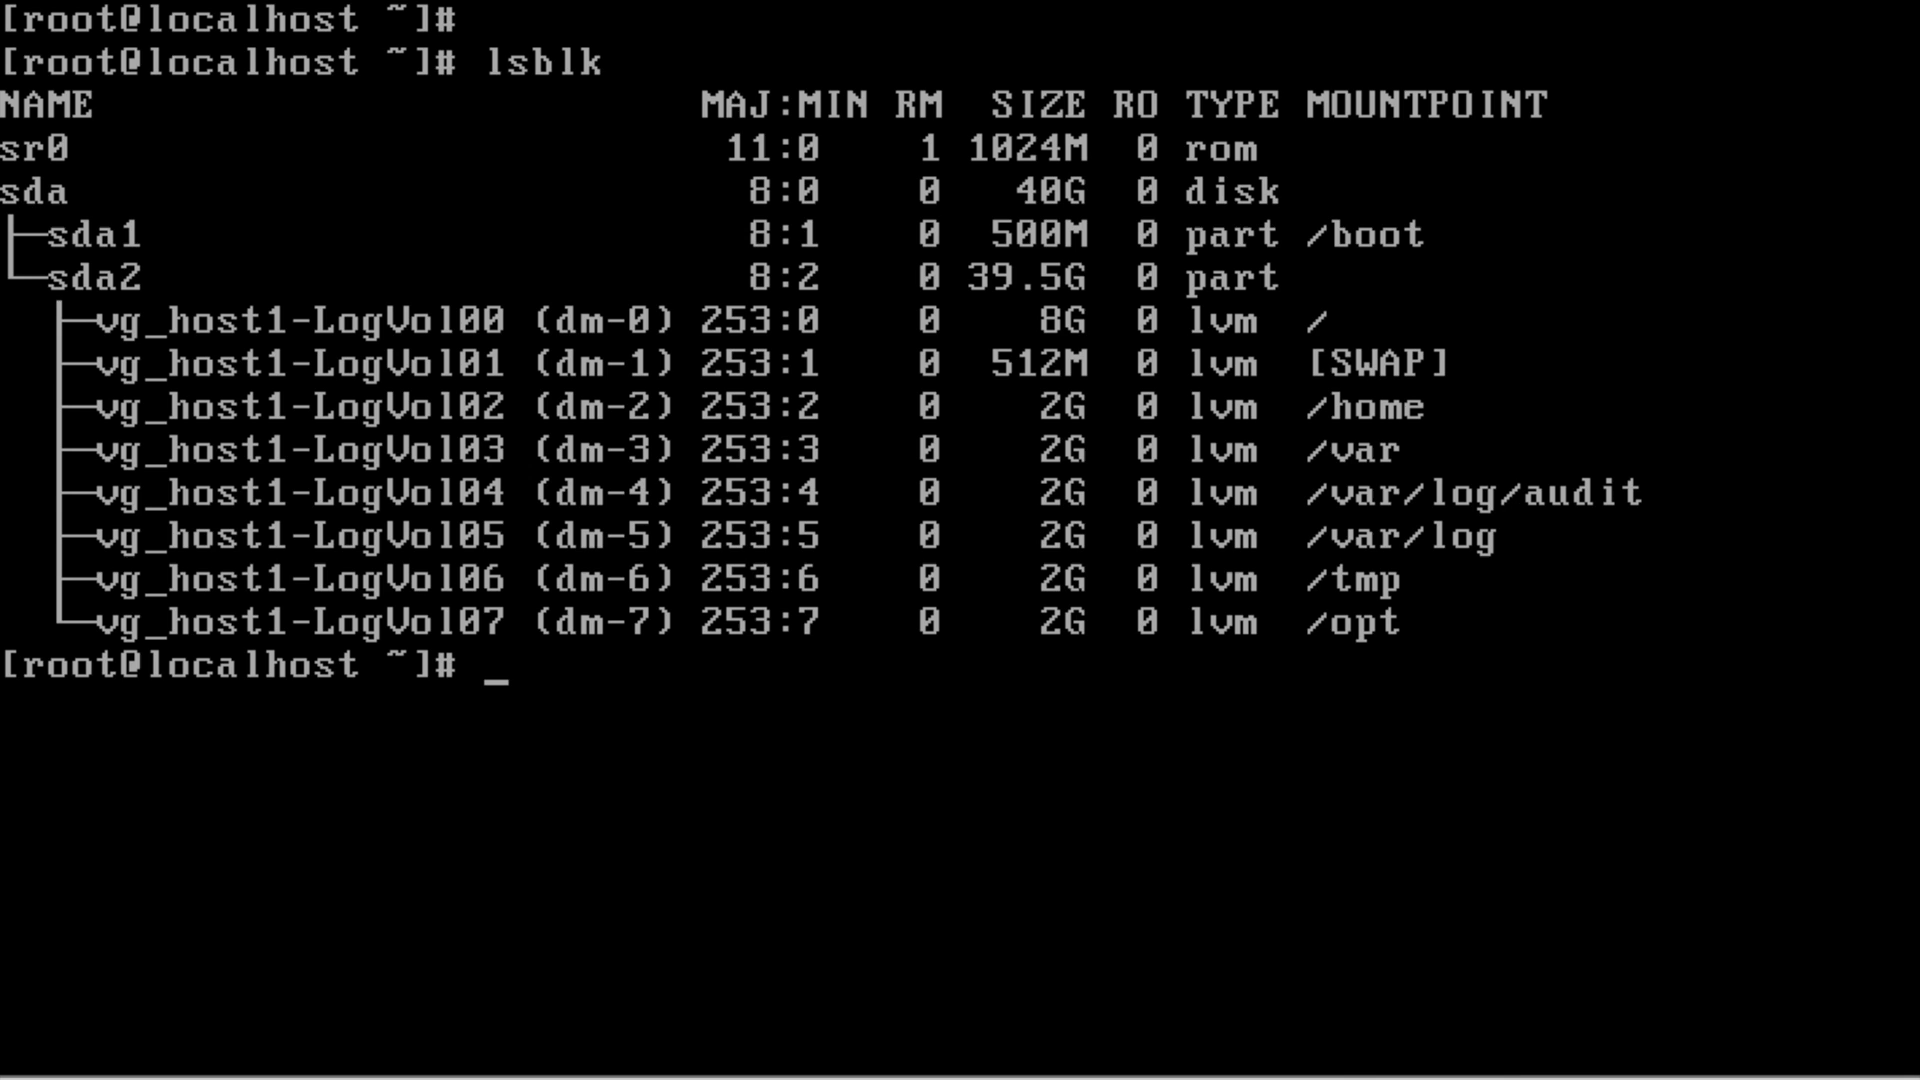 [root@localhost ~]#
[root@localhost ~]# lsblk
NAME                         MAJ:MIN RM  SIZE RO TYPE MOUNTPOINT
sr0                           11:0    1 1024M  0 rom
sda                            8:0    0   40G  0 disk
├─sda1                         8:1    0  500M  0 part /boot
└─sda2                         8:2    0 39.5G  0 part
  ├─vg_host1-LogVol00 (dm-0) 253:0    0    8G  0 lvm  /
  ├─vg_host1-LogVol01 (dm-1) 253:1    0  512M  0 lvm  [SWAP]
  ├─vg_host1-LogVol02 (dm-2) 253:2    0    2G  0 lvm  /home
  ├─vg_host1-LogVol03 (dm-3) 253:3    0    2G  0 lvm  /var
  ├─vg_host1-LogVol04 (dm-4) 253:4    0    2G  0 lvm  /var/log/audit
  ├─vg_host1-LogVol05 (dm-5) 253:5    0    2G  0 lvm  /var/log
  ├─vg_host1-LogVol06 (dm-6) 253:6    0    2G  0 lvm  /tmp
  └─vg_host1-LogVol07 (dm-7) 253:7    0    2G  0 lvm  /opt
[root@localhost ~]# _